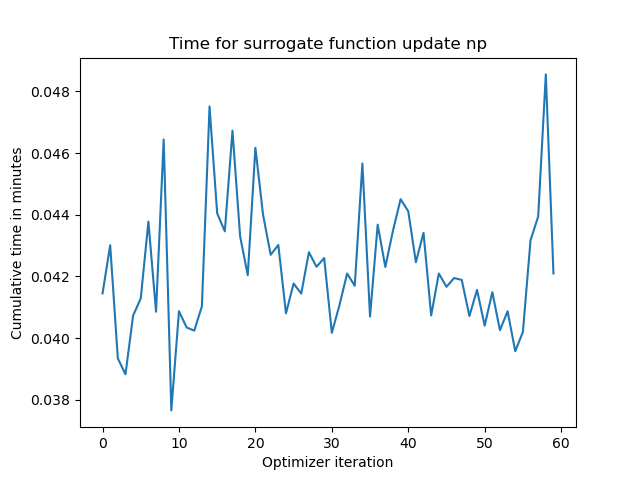 Time for surrogate function update np
0.048
0.046
0.044
0.042
0.040
0.038
Cumulative time in minutes
0 10 20 30 40 50 60
Optimizer iteration